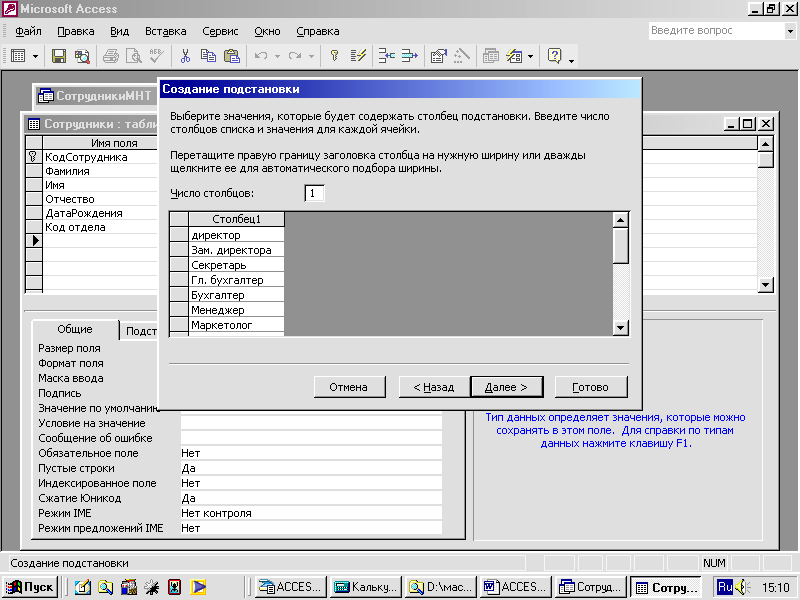 Microsoft Access
Файл Правка Вид Вставка Сервис Окно Справка
Введите вопрос
СотрудникиМНТ
Сотрудники : табли
Имя поля
КодСотрудника
Фамилия
Имя
Отчество
ДатаРождения
Код отдела
Создание подстановки
Выберите значения, которые будет содержать столбец подстановки. Введите число
столбцов списка и значения для каждой ячейки.
Перетащите правую границу заголовка столбца на нужную ширину или дважды
щелкните ее для автоматического подбора ширины.
Число столбцов: 1
Столбец1
директор
Зам. директора
Секретарь
Гл. бухгалтер
Бухгалтер
Менеджер
Маркетолог
Отмена < Назад Далее > Готово
Общие Подст
Размер поля
Формат поля
Маска ввода
Подпись
Значение по умолчанию
Условие на значение
Сообщение об ошибке
Обязательное поле Нет
Пустые строки Да
Индексированное поле Нет
Сжатие Юникод Да
Режим IME Нет контроля
Режим предложений IME Нет
Тип данных определяет значения, которые можно
сохранять в этом поле. Для справки по типам
данных нажмите клавишу F1.
Создание подстановки NUM
Пуск ACCES... Кальку... D:\мас... ACCES... Сотруд... Сотру... Ru 15:10